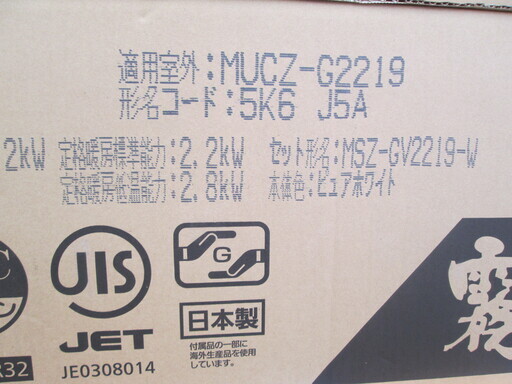 適用室外:MUCZ-G2219
形名コード:5K6 J5A
2kW 定格暖房標準能力:2.2kW セット形名:MSZ-GV2219-W
定格暖房低温能力:2.8kW 本体色:ピュアホワイト
C
JIS
G
JET
日本製
R32
JE0308014
付属品の一部に
海外生産品を使用
しています。
霧